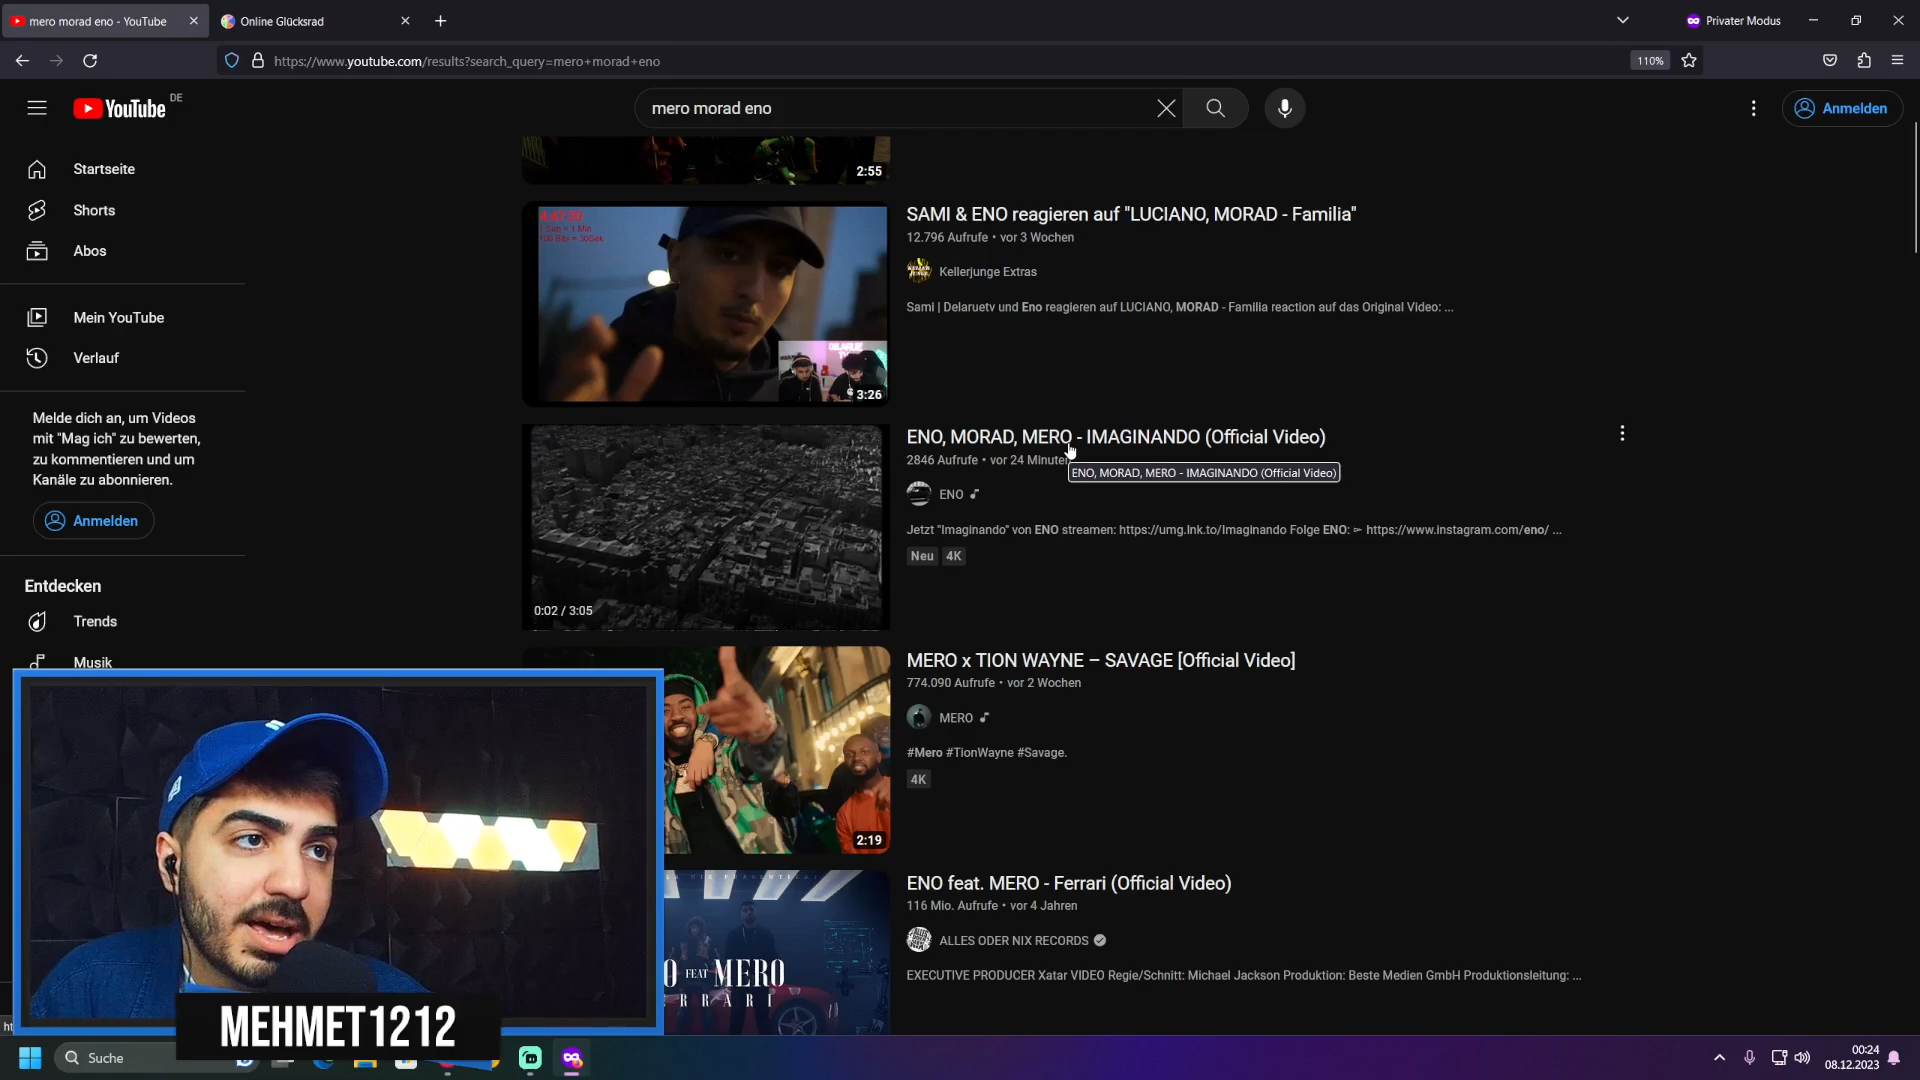 mero morad eno - YouTube
Online Glücksrad
Privater Modus
https://www.youtube.com/results?search_query=mero+morad+eno
110%
YouTube DE
mero morad eno
Anmelden
Startseite
Shorts
Abos
Mein YouTube
Verlauf
Melde dich an, um Videos
mit "Mag ich" zu bewerten,
zu kommentieren und um
Kanäle zu abonnieren.
Anmelden
Entdecken
Trends
Musik
2:55
4:47:30
3:26
SAMI & ENO reagieren auf "LUCIANO, MORAD - Familia"
12.796 Aufrufe • vor 3 Wochen
Kellerjunge Extras
Sami | Delaruetv und Eno reagieren auf LUCIANO, MORAD - Familia reaction auf das Original Video: ...
0:02 / 3:05
ENO, MORAD, MERO - IMAGINANDO (Official Video)
2846 Aufrufe • vor 24 Minuten
ENO, MORAD, MERO - IMAGINANDO (Official Video)
ENO
Jetzt "Imaginando" von ENO streamen: https://umg.lnk.to/Imaginando Folge ENO: ► https://www.instagram.com/eno/ ...
Neu 4K
2:19
MERO x TION WAYNE – SAVAGE [Official Video]
774.090 Aufrufe • vor 2 Wochen
MERO
#Mero #TionWayne #Savage.
4K
FEAT MERO
ENO feat. MERO - Ferrari (Official Video)
116 Mio. Aufrufe • vor 4 Jahren
ALLES ODER NIX RECORDS
EXECUTIVE PRODUCER Xatar VIDEO Regie/Schnitt: Michael Jackson Produktion: Beste Medien GmbH Produktionsleitung: ...
MEHMET1212
Suche
00:24
08.12.2023